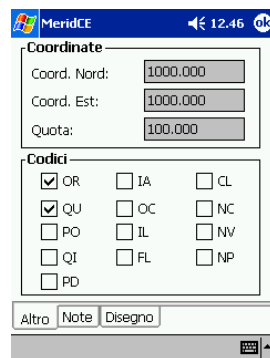 MeridCE 12.46 ok
Coordinate
Coord. Nord: 1000.000
Coord. Est: 1000.000
Quota: 100.000
Codici
OR IA CL
QU OC NC
PO IL NV
QI FL NP
PD
Altro Note Disegno